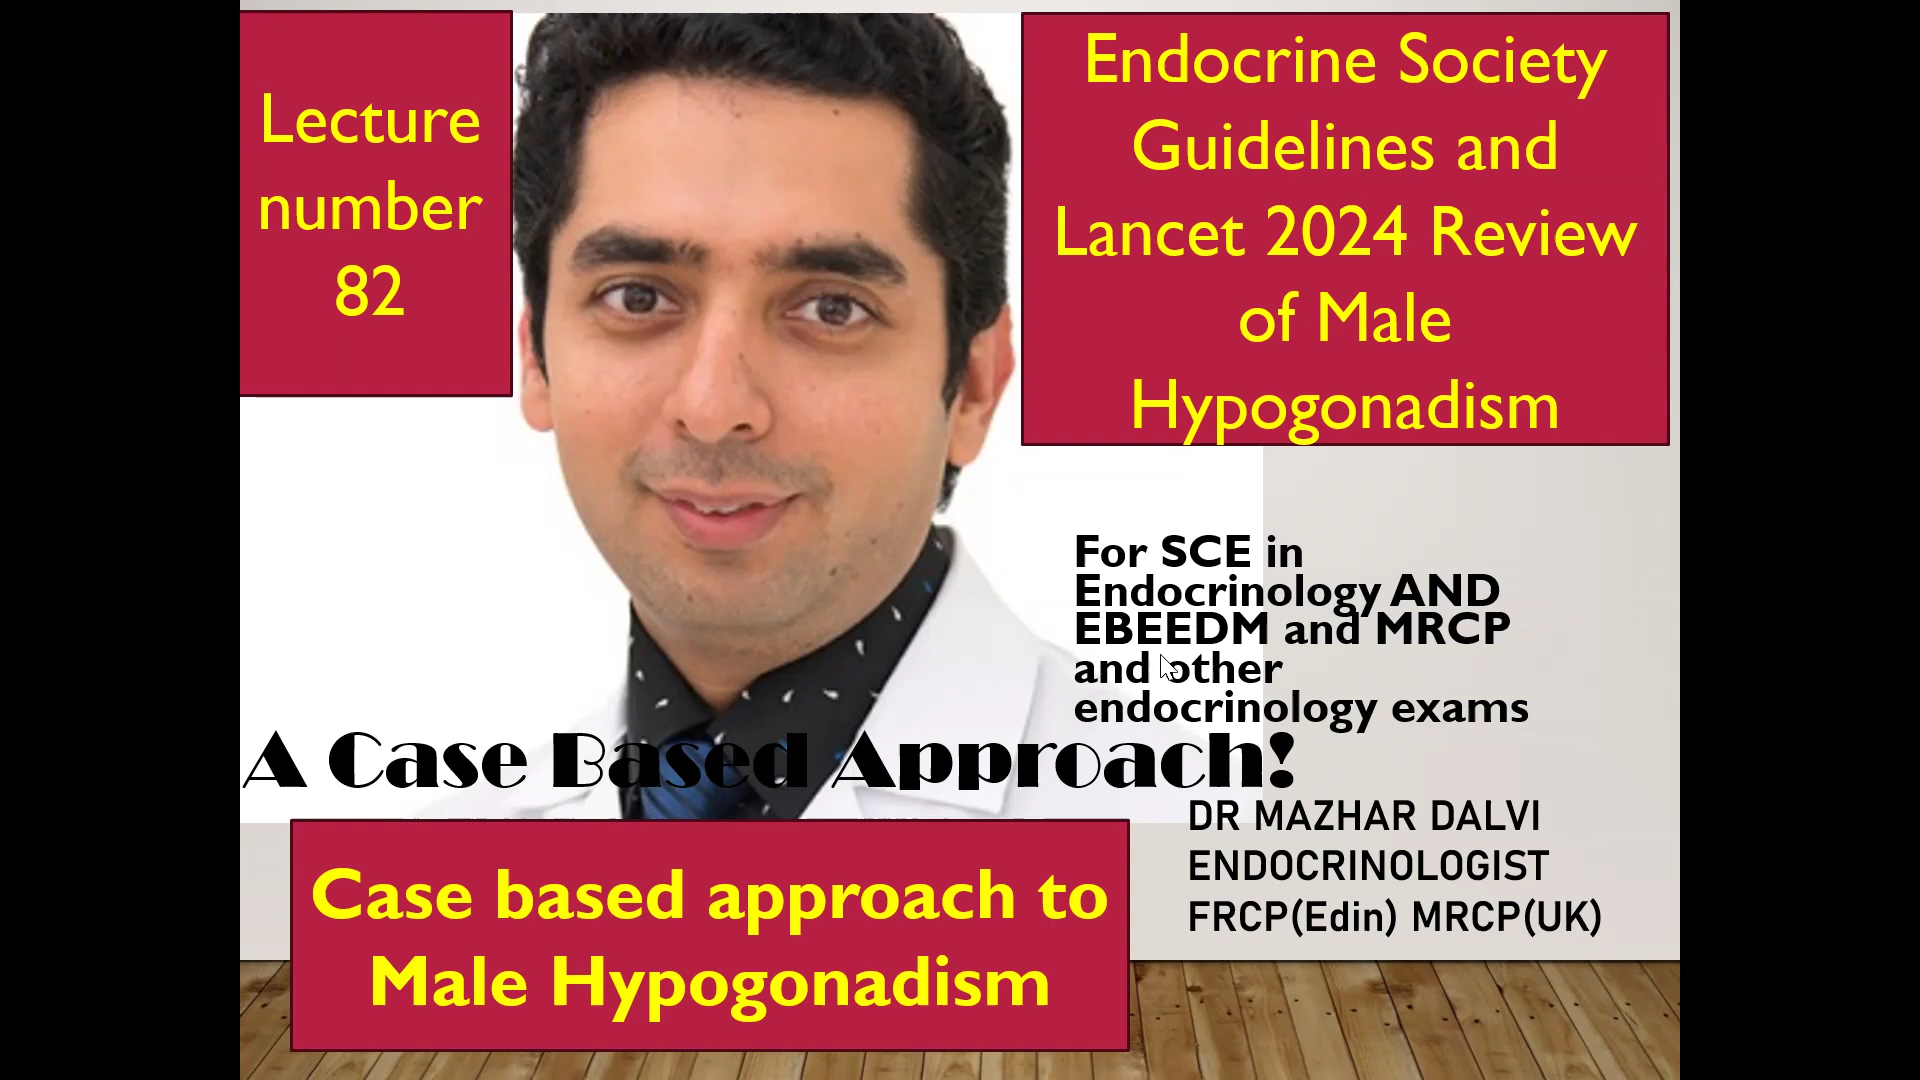 Lecture
number
82
Endocrine Society
Guidelines and
Lancet 2024 Review
of Male
Hypogonadism
For SCE in
Endocrinology AND
EBEEDM and MRCP
and other
endocrinology exams
A Case Based Approach!
DR MAZHAR DALVI
ENDOCRINOLOGIST
FRCP(Edin) MRCP(UK)
Case based approach to
Male Hypogonadism